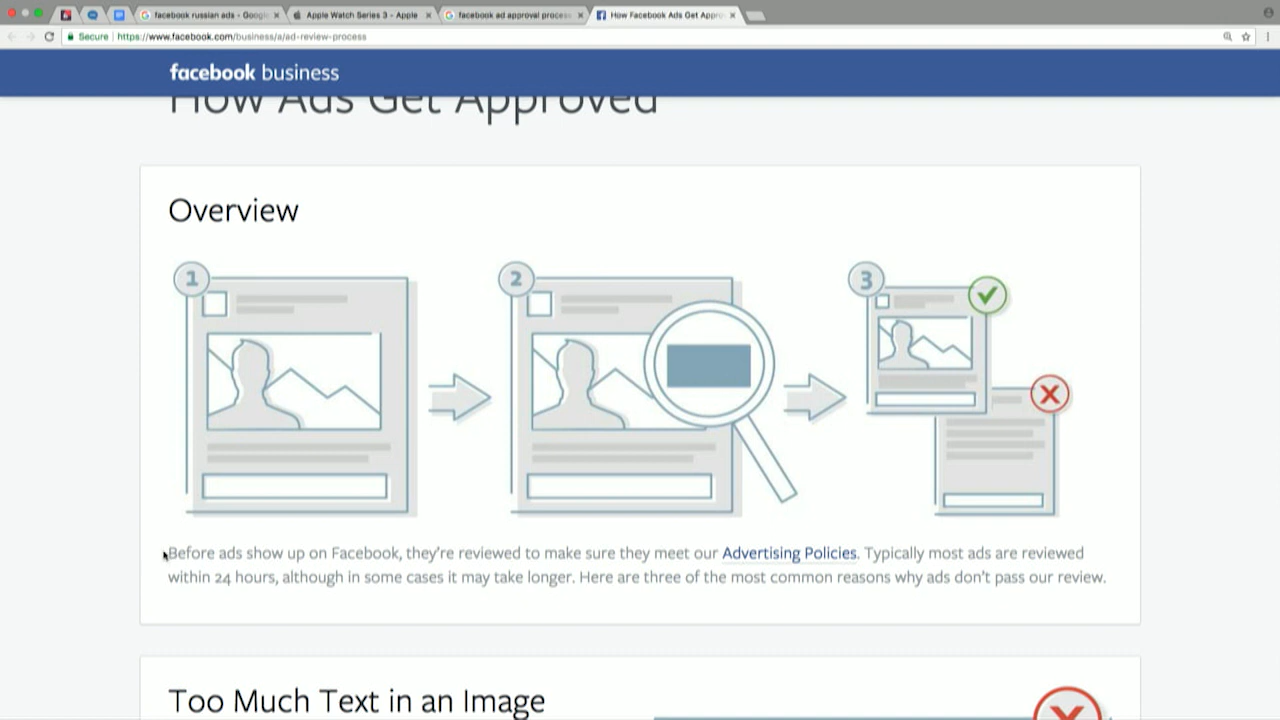 facebook russian ads - Google
Apple Watch Series 3 - Apple
facebook ad approval process
How Facebook Ads Get Approv
Secure
https://www.facebook.com/business/a/ad-review-process
facebook business
How Ads Get Approved
Overview
1
2
3
Before ads show up on Facebook, they're reviewed to make sure they meet our Advertising Policies. Typically most ads are reviewed
within 24 hours, although in some cases it may take longer. Here are three of the most common reasons why ads don't pass our review.
Too Much Text in an Image